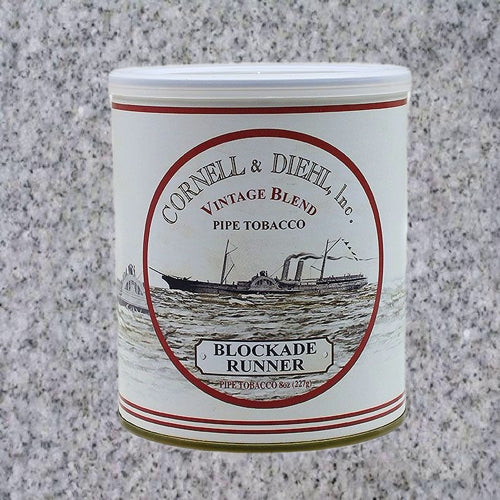 CORNELL & DIEHL, Inc.
VINTAGE BLEND
PIPE TOBACCO
BLOCKADE
RUNNER
PIPE TOBACCO 8oz (227g)